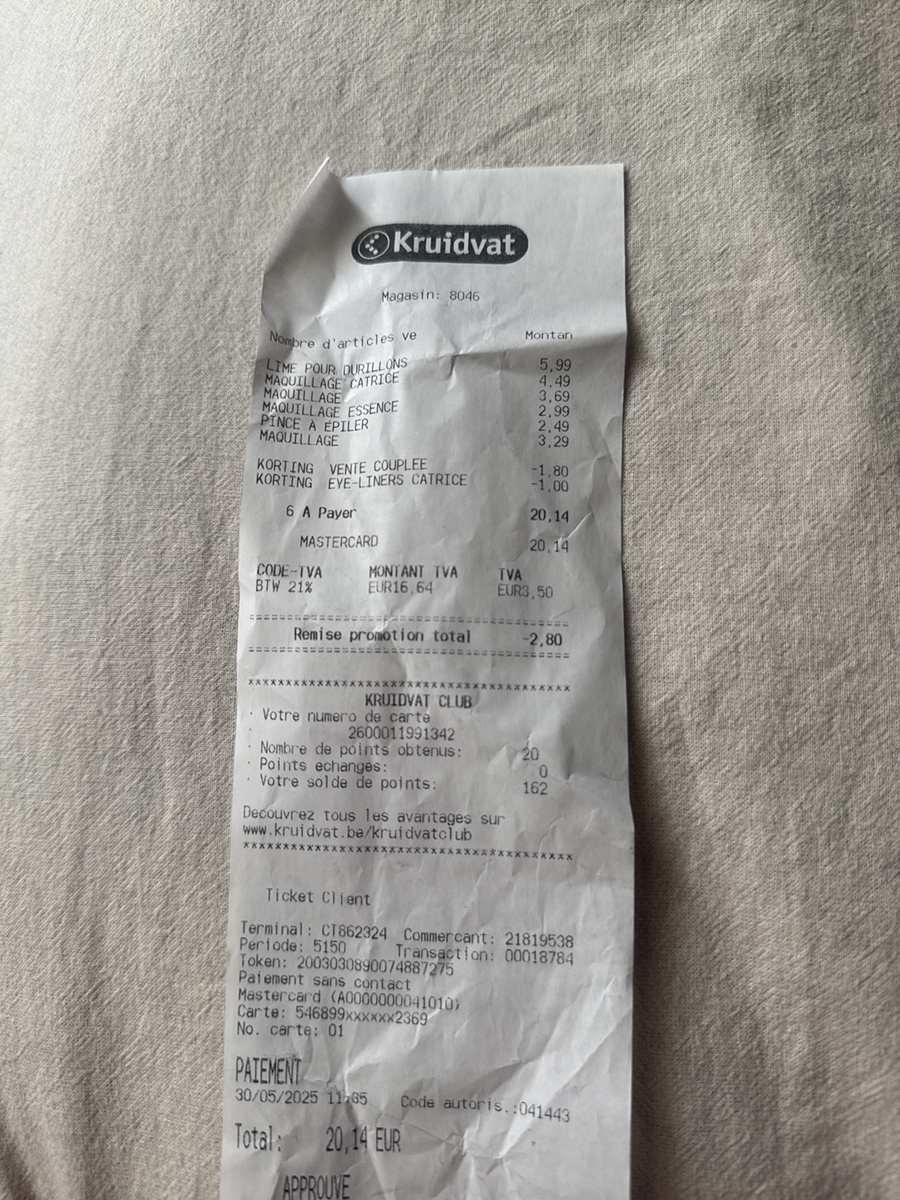 Kruidvat
Magasin: 8046
Nombre d'articles ve Montan
LIME POUR DURILLONS 5,99
MAQUILLAGE CATRICE 4,49
MAQUILLAGE 3,69
MAQUILLAGE ESSENCE 2,99
PINCE À ÉPILER 2,49
MAQUILLAGE 3,29
KORTING VENTE COUPLEE -1,80
KORTING EYE-LINERS CATRICE -1,00
6 A Payer 20,14
MASTERCARD 20,14
CODE-TVA MONTANT TVA TVA
BTW 21% EUR16,64 EUR3,50
==========================================
Remise promotion total -2,80
==========================================
******************************************
KRUIDVAT CLUB
· Votre numero de carte
· 2600011991342
· Nombre de points obtenus: 20
· Points echanges: 0
· Votre solde de points: 162
Decouvrez tous les avantages sur
www.kruidvat.be/kruidvatclub
******************************************
Ticket Client
Terminal: CT862324 Commercant: 21819538
Periode: 5150 Transaction: 00018784
Token: 2003030890074887275
Paiement sans contact
Mastercard (A0000000041010)
Carte: 546899xxxxxx2369
No. carte: 01
PAIEMENT
30/05/2025 Code autoris.:041443
Total: 20,14 EUR
APPROUVE